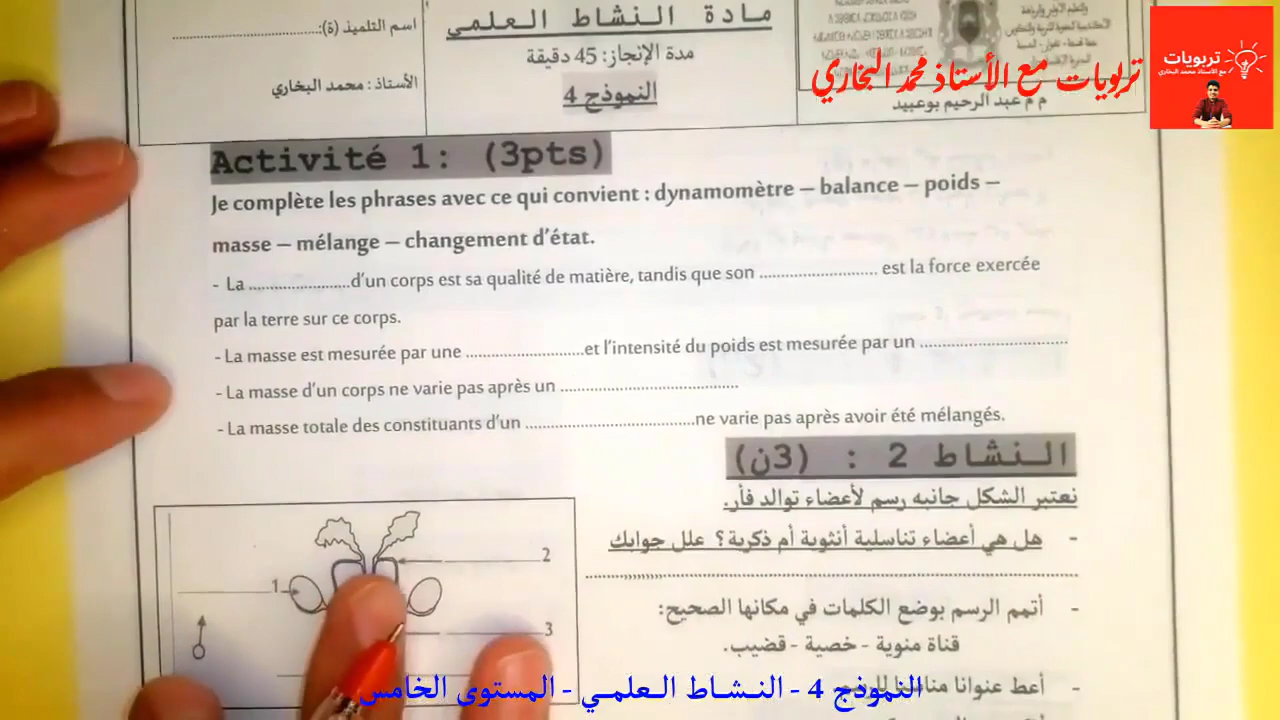 مادة النشاط العلمي
مدة الإنجاز: 45 دقيقة
النموذج 4
اسم التلميذ (ة):
الأستاذ : محمد البخاري
م م عبد الرحيم بوعبيد
تربويات مع الأستاذ محمد البخاري
تربويات
مع الأستاذ محمد البخاري
Activité 1: (3pts)
Je complète les phrases avec ce qui convient : dynamomètre – balance – poids –
masse – mélange – changement d’état.
- La ......................d’un corps est sa qualité de matière, tandis que son ......................... est la force exercée
par la terre sur ce corps.
- La masse est mesurée par une .........................et l’intensité du poids est mesurée par un ................................
- La masse d’un corps ne varie pas après un ......................................
- La masse totale des constituants d’un ....................................ne varie pas après avoir été mélangés.
النشاط 2 : (3ن)
نعتبر الشكل جانبه رسم لأعضاء توالد فأر.
- هل هي أعضاء تناسلية أنثوية أم ذكرية؟ علل جوابك
- أتمم الرسم بوضع الكلمات في مكانها الصحيح:
قناة منوية - خصية - قضيب.
- أعط عنوانا
1
2
3
النموذج 4 - النشاط العلمي - المستوى الخامس